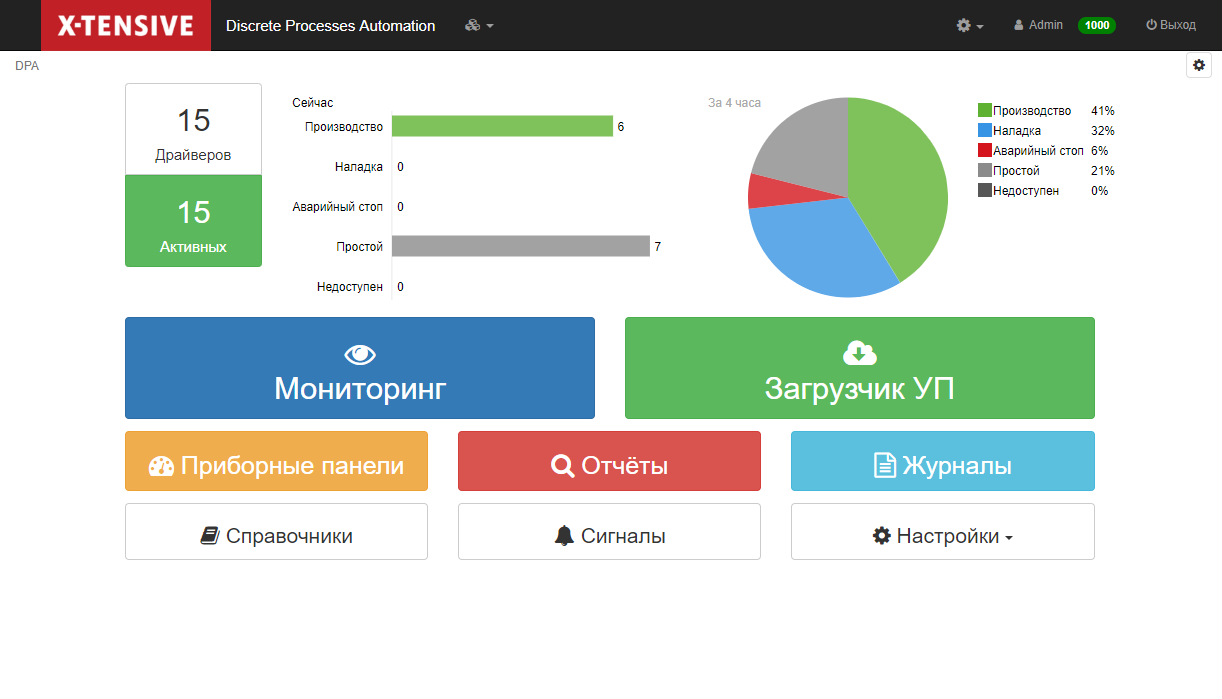 X-TENSIVE Discrete Processes Automation Admin 1000 Выход
DPA
15
Драйверов
15
Активных
Сейчас
Производство 6
Наладка 0
Аварийный стоп 0
Простой 7
Недоступен 0
За 4 часа
Производство 41%
Наладка 32%
Аварийный стоп 6%
Простой 21%
Недоступен 0%
Мониторинг
Загрузчик УП
Приборные панели
Отчёты
Журналы
Справочники
Сигналы
Настройки